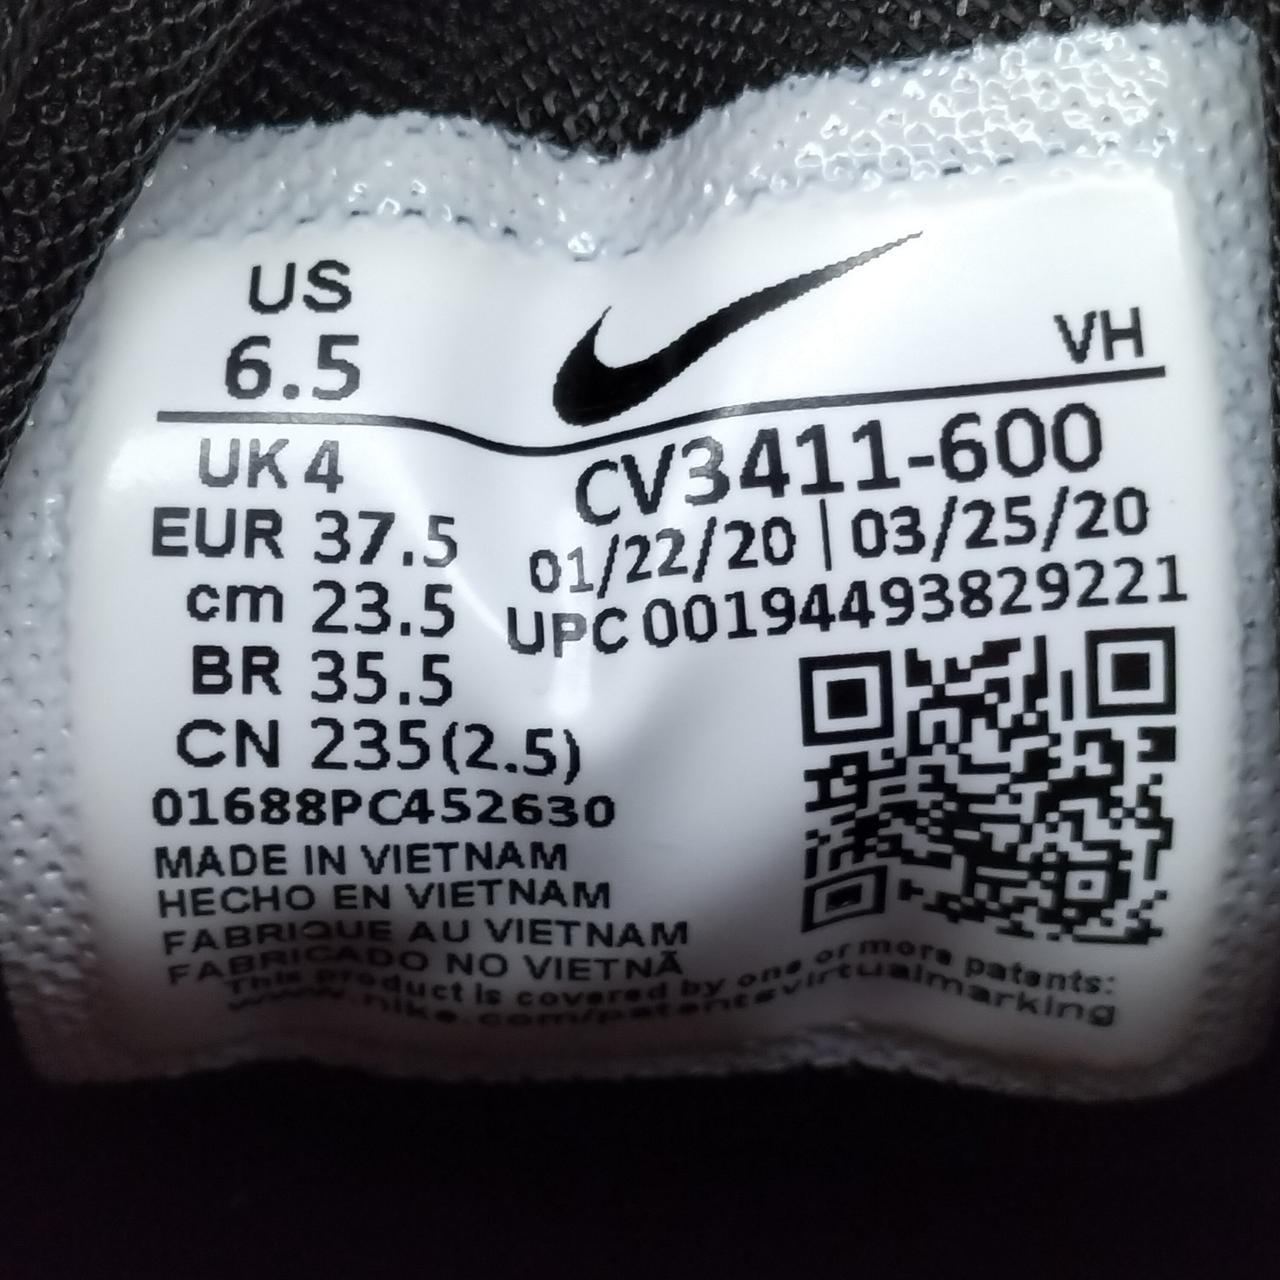 US
6.5
VH
UK 4
EUR 37.5
cm 23.5
BR 35.5
CN 235(2.5)
01688PC452630
MADE IN VIETNAM
HECHO EN VIETNAM
FABRIQUE AU VIETNAM
FABRICADO NO VIETNÃ
CV3411-600
01/22/20 | 03/25/20
UPC 00194493829221
This product is covered by one or more patents:
www.nike.com/patentsvirtualmarking